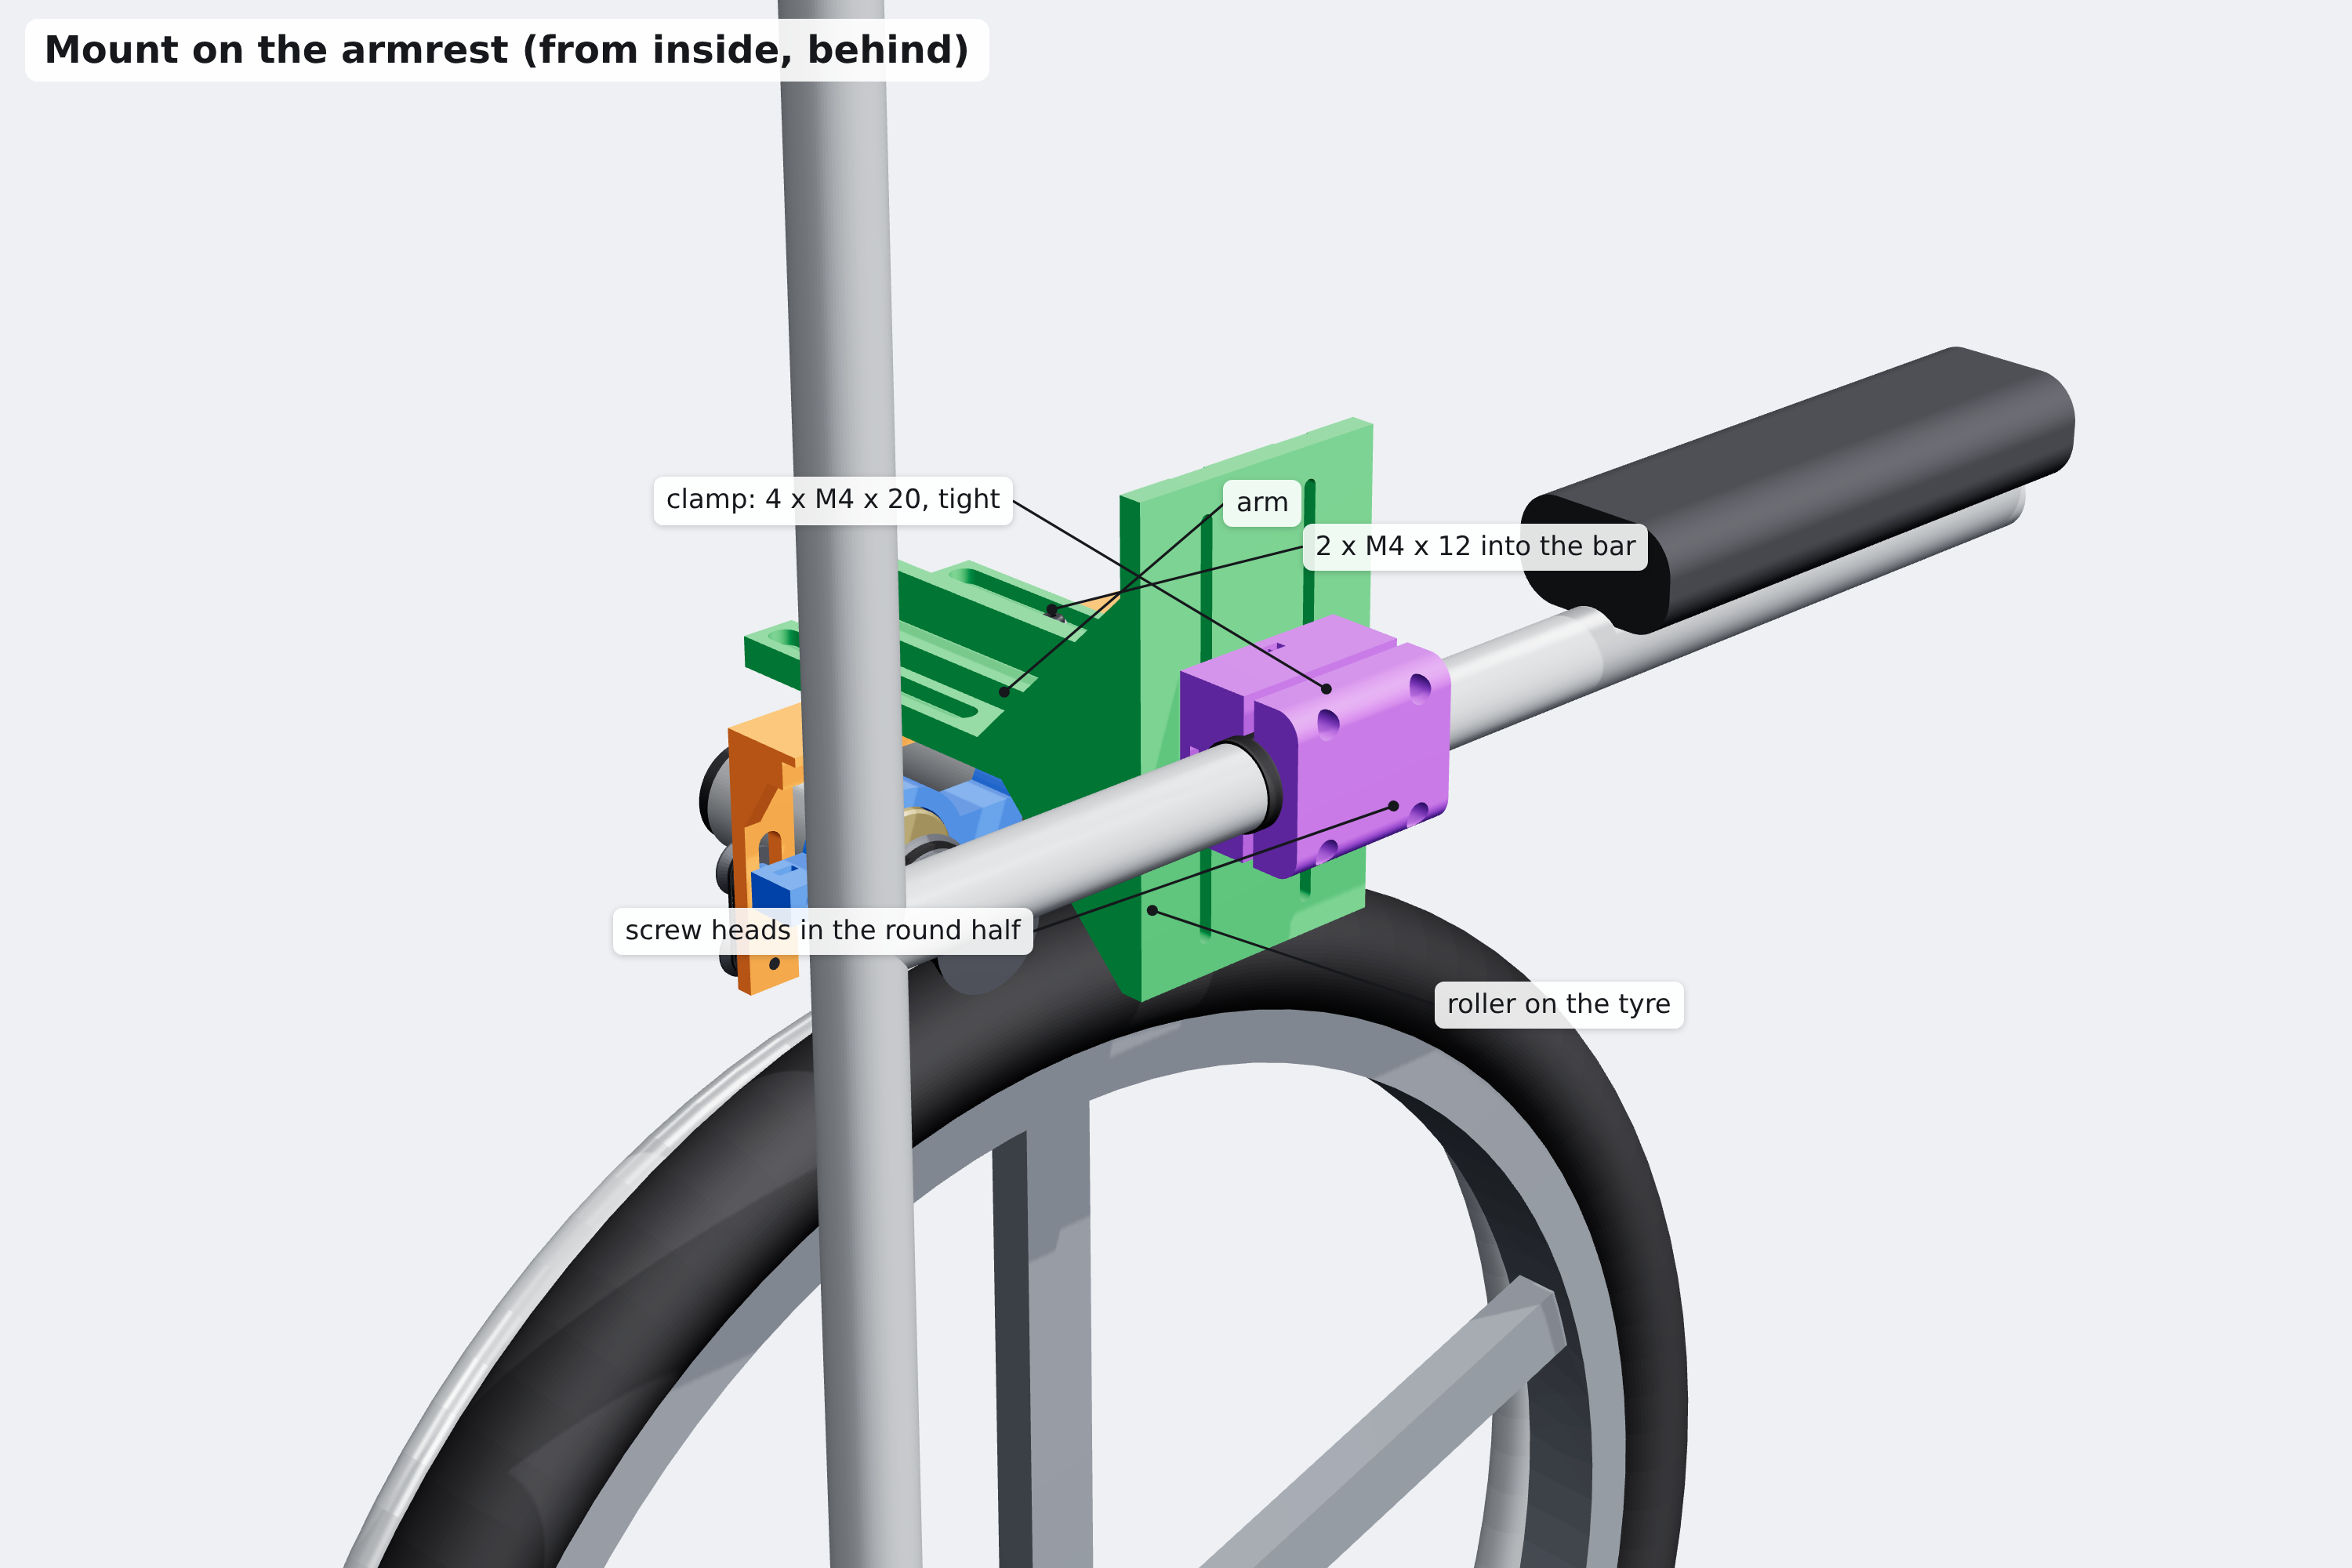 Mount on the armrest (from inside, behind)
clamp: 4 x M4 x 20, tight
arm
2 x M4 x 12 into the bar
screw heads in the round half
roller on the tyre